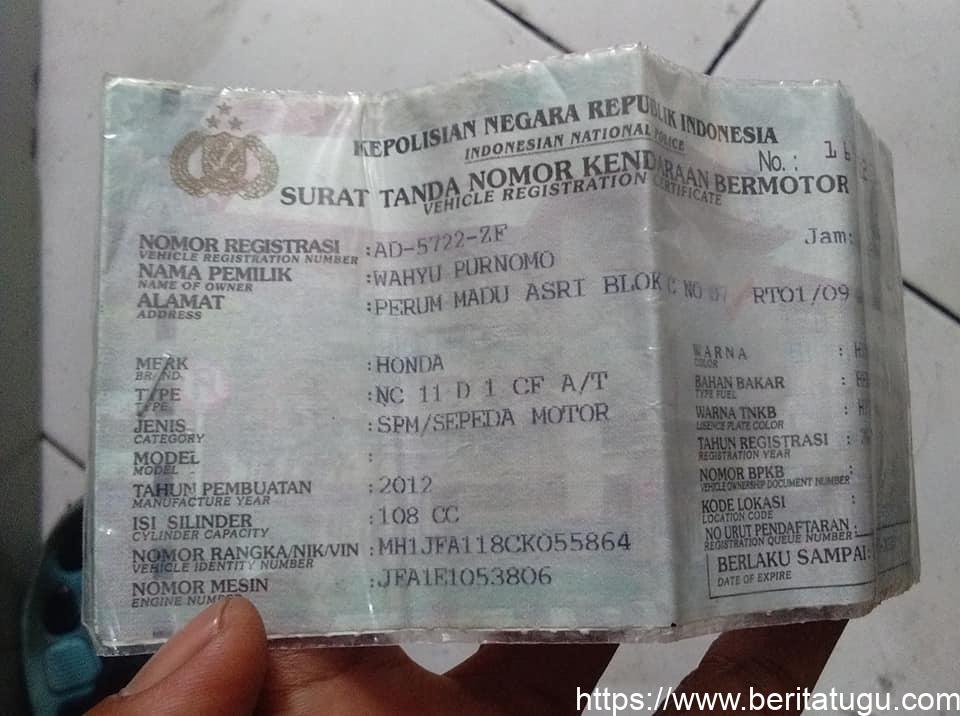 KEPOLISIAN NEGARA REPUBLIK INDONESIA
INDONESIAN NATIONAL POLICE
No. : 16
SURAT TANDA NOMOR KENDARAAN BERMOTOR
VEHICLE REGISTRATION CERTIFICATE
Jam:
NOMOR REGISTRASI :AD-5722-ZF
VEHICLE REGISTRATION NUMBER
NAMA PEMILIK :WAHYU PURNOMO
NAME OF OWNER
ALAMAT :PERUM MADU ASRI BLOK C NO 07 RT01/09
ADDRESS
MERK :HONDA
BRAND
TYPE :NC 11 D 1 CF A/T
TYPE
JENIS :SPM/SEPEDA MOTOR
CATEGORY
MODEL :
MODEL
TAHUN PEMBUATAN :2012
MANUFACTURE YEAR
ISI SILINDER :108 CC
CYLINDER CAPACITY
NOMOR RANGKA/NIK/VIN :MH1JFA118CK055864
VEHICLE IDENTITY NUMBER
NOMOR MESIN :JFA1E1053806
ENGINE NUMBER
WARNA :
COLOR
BAHAN BAKAR :
TYPE FUEL
WARNA TNKB :
LISENCE PLATE COLOR
TAHUN REGISTRASI :
REGISTRATION YEAR
NOMOR BPKB :
VEHICLE OWNERSHIP DOCUMENT NUMBER
KODE LOKASI :
LOCATION CODE
NO URUT PENDAFTARAN :
REGISTRATION QUEUE NUMBER
BERLAKU SAMPAI:
DATE OF EXPIRE
https://www.beritatugu.com